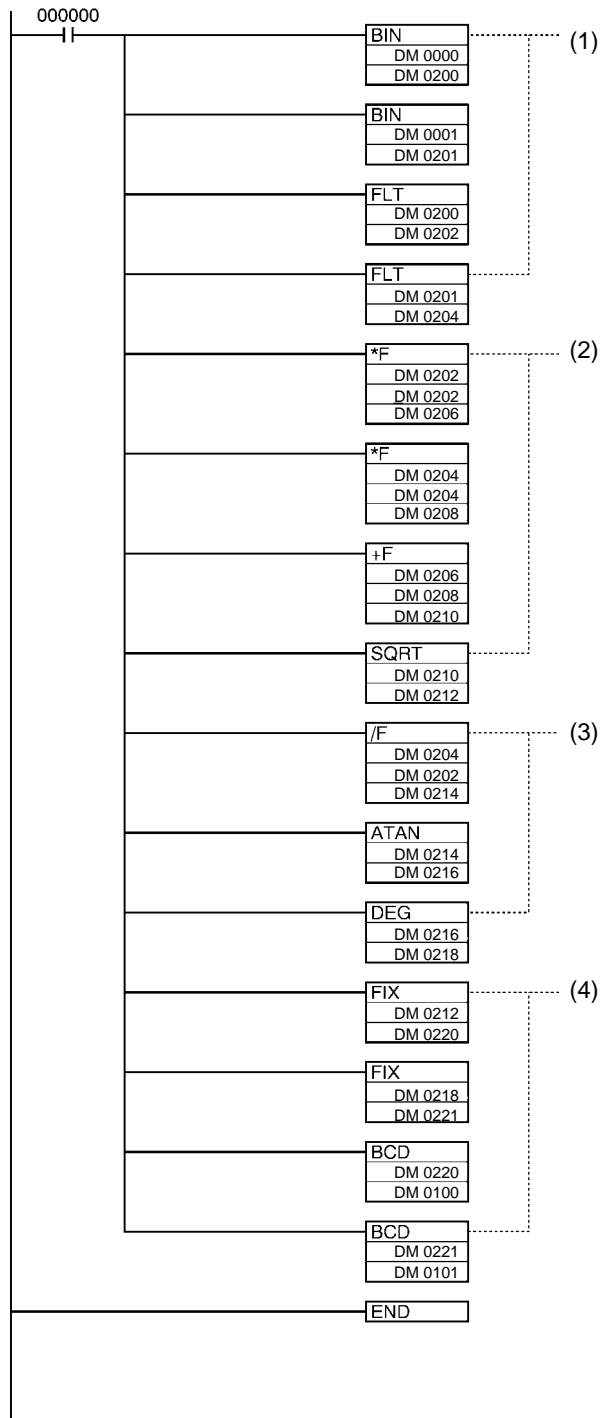 000000
BIN
(1)
DM 0000
DM 0200
BIN
DM 0001
DM 0201
FLT
DM 0200
DM 0202
FLT
DM 0201
DM 0204
*F
(2)
DM 0202
DM 0202
DM 0206
*F
DM 0204
DM 0204
DM 0208
+F
DM 0206
DM 0208
DM 0210
SQRT
DM 0210
DM 0212
/F
(3)
DM 0204
DM 0202
DM 0214
ATAN
DM 0214
DM 0216
DEG
DM 0216
DM 0218
FIX
(4)
DM 0212
DM 0220
FIX
DM 0218
DM 0221
BCD
DM 0220
DM 0100
BCD
DM 0221
DM 0101
END